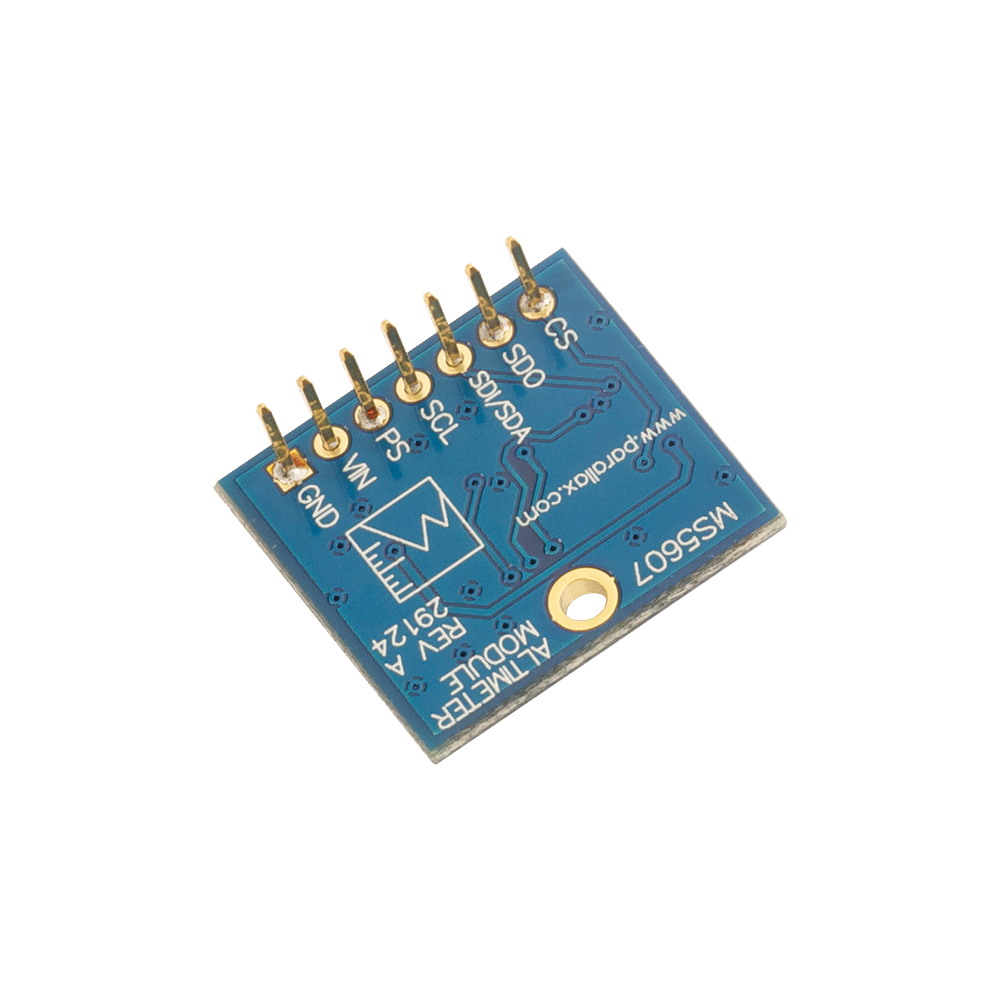 GND
VIN
PS
SCL
SDI/SDA
SDO
CS
www.parallax.com
MS5607
ALTIMETER
MODULE
REV A
29124